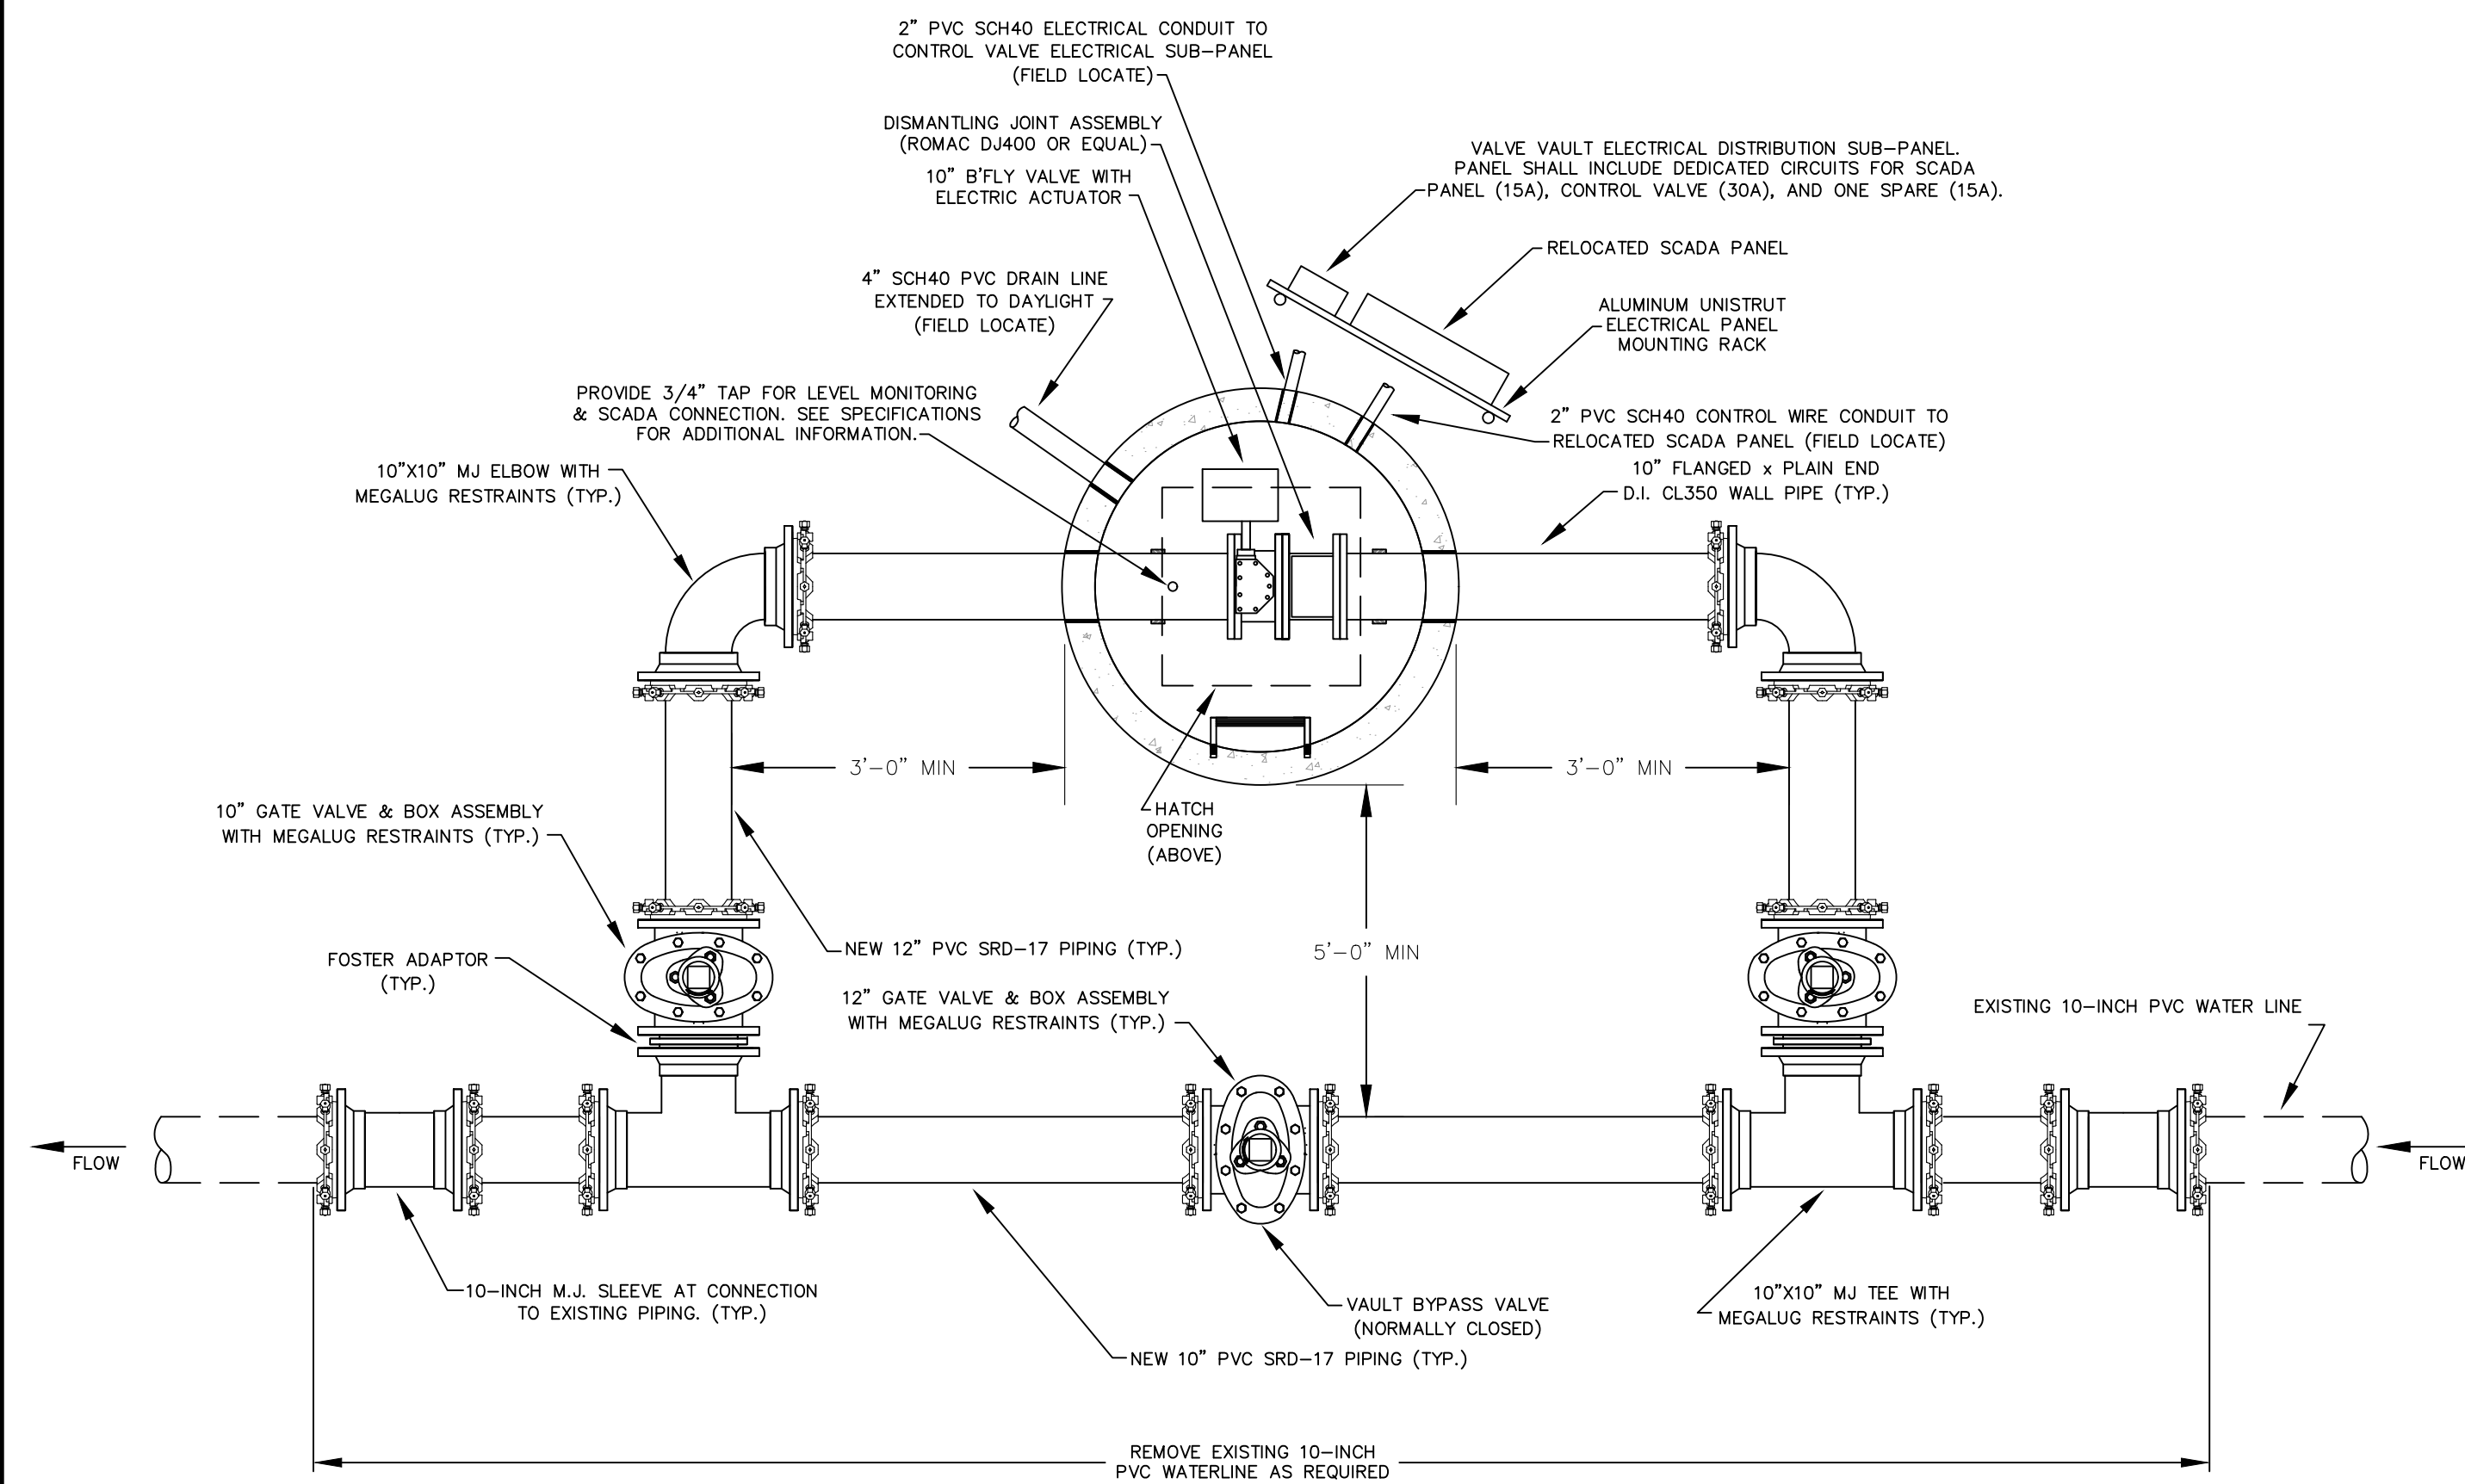 2” PVC SCH40 ELECTRICAL CONDUIT TO
CONTROL VALVE ELECTRICAL SUB-PANEL
(FIELD LOCATE)
DISMANTLING JOINT ASSEMBLY
(ROMAC DJ400 OR EQUAL)
10” B'FLY VALVE WITH
ELECTRIC ACTUATOR
VALVE VAULT ELECTRICAL DISTRIBUTION SUB-PANEL.
PANEL SHALL INCLUDE DEDICATED CIRCUITS FOR SCADA
PANEL (15A), CONTROL VALVE (30A), AND ONE SPARE (15A).
RELOCATED SCADA PANEL
4” SCH40 PVC DRAIN LINE
EXTENDED TO DAYLIGHT
(FIELD LOCATE)
ALUMINUM UNISTRUT
ELECTRICAL PANEL
MOUNTING RACK
PROVIDE 3/4” TAP FOR LEVEL MONITORING
& SCADA CONNECTION. SEE SPECIFICATIONS
FOR ADDITIONAL INFORMATION.
2” PVC SCH40 CONTROL WIRE CONDUIT TO
RELOCATED SCADA PANEL (FIELD LOCATE)
10”X10” MJ ELBOW WITH
MEGALUG RESTRAINTS (TYP.)
10” FLANGED x PLAIN END
D.I. CL350 WALL PIPE (TYP.)
3'-0” MIN
3'-0” MIN
10” GATE VALVE & BOX ASSEMBLY
WITH MEGALUG RESTRAINTS (TYP.)
HATCH
OPENING
(ABOVE)
FOSTER ADAPTOR
(TYP.)
NEW 12” PVC SRD-17 PIPING (TYP.)
5'-0” MIN
12” GATE VALVE & BOX ASSEMBLY
WITH MEGALUG RESTRAINTS (TYP.)
EXISTING 10-INCH PVC WATER LINE
FLOW
FLOW
10-INCH M.J. SLEEVE AT CONNECTION
TO EXISTING PIPING. (TYP.)
VAULT BYPASS VALVE
(NORMALLY CLOSED)
10”X10” MJ TEE WITH
MEGALUG RESTRAINTS (TYP.)
NEW 10” PVC SRD-17 PIPING (TYP.)
REMOVE EXISTING 10-INCH
PVC WATERLINE AS REQUIRED